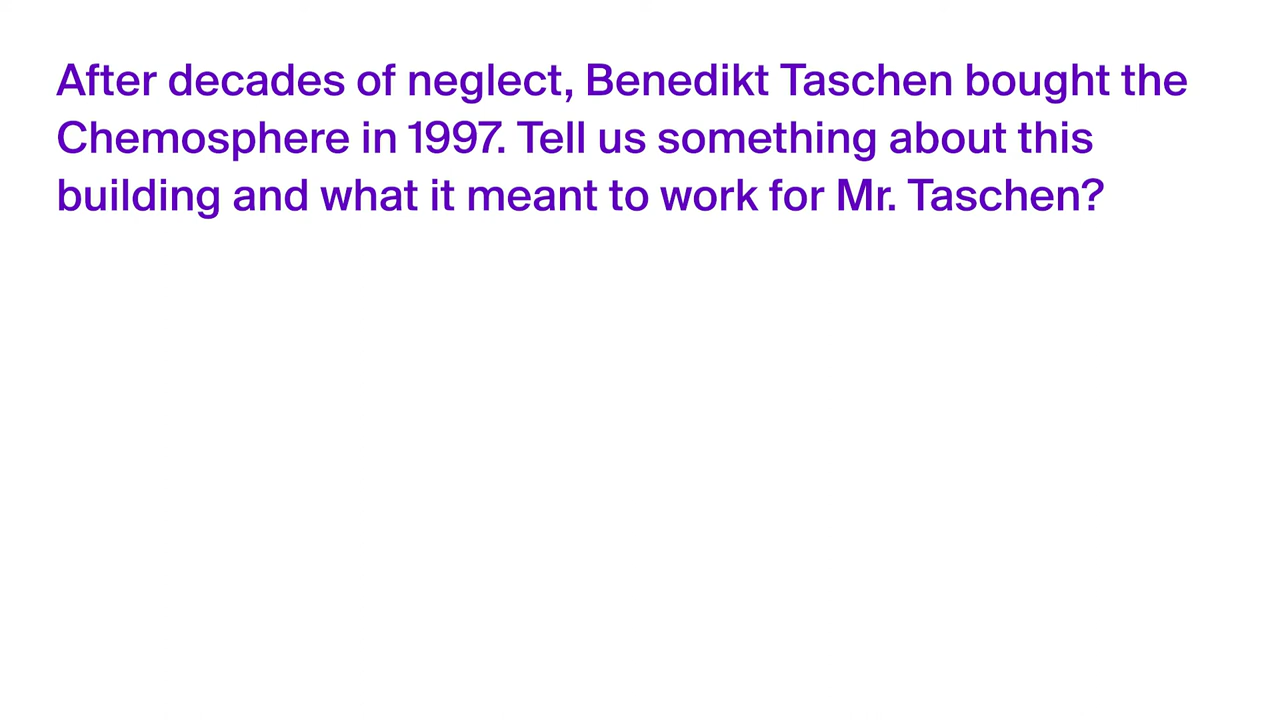 After decades of neglect, Benedikt Taschen bought the
Chemosphere in 1997. Tell us something about this
building and what it meant to work for Mr. Taschen?